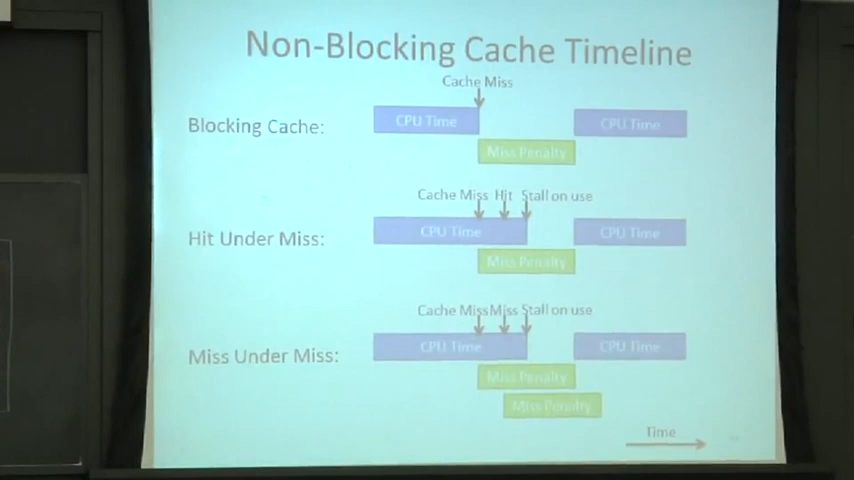 Non-Blocking Cache Timeline
Cache Miss
Blocking Cache:
CPU Time
CPU Time
Miss Penalty
Cache Miss Hit Stall on use
Hit Under Miss:
CPU Time
CPU Time
Miss Penalty
Cache Miss Miss Stall on use
Miss Under Miss:
CPU Time
CPU Time
Miss Penalty
Miss Penalty
Time